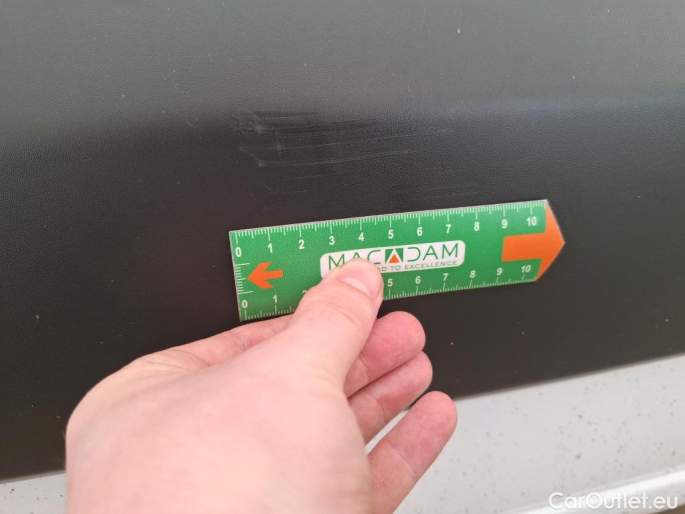 0 1 2 3 4 5 6 7 8 9 10
MACADAM
D TO EXCELLENCE
0 1 2 5 6 7 8 9 10
CarOutlet.eu